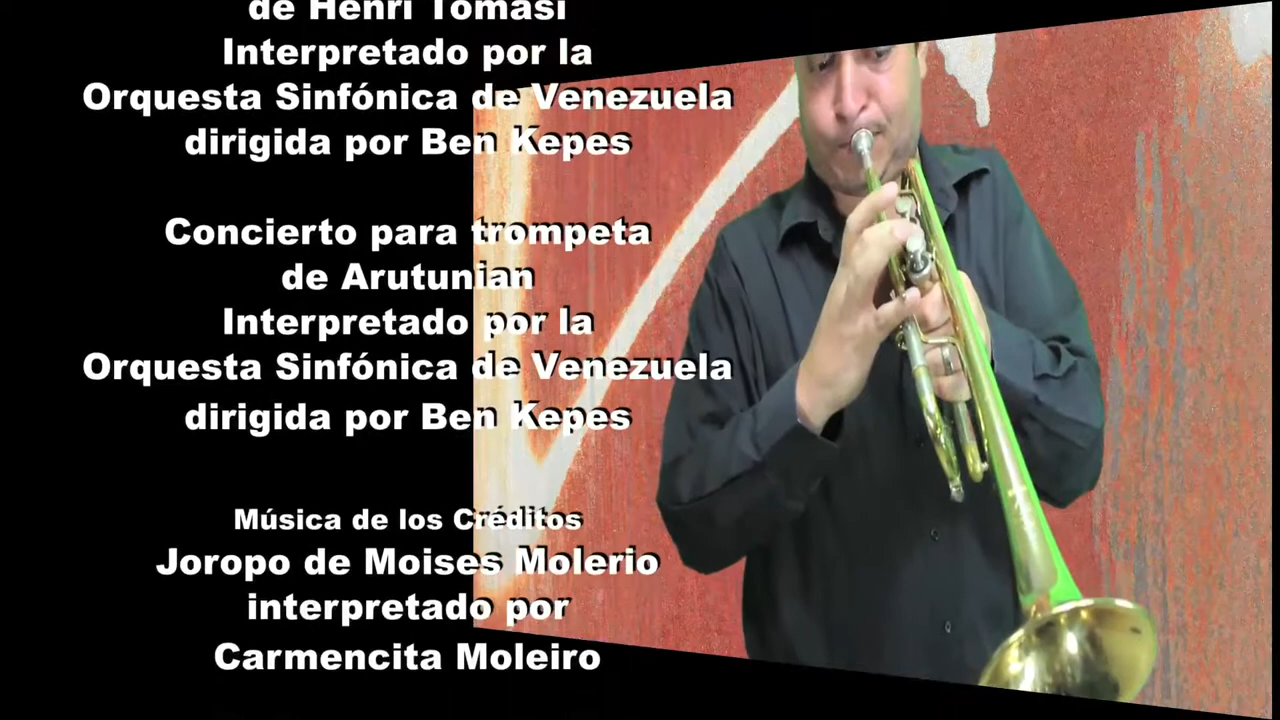 de Henri Tomasi
Interpretado por la
Orquesta Sinfónica de Venezuela
dirigida por Ben Kepes
Concierto para trompeta
de Arutunian
Interpretado por la
Orquesta Sinfónica de Venezuela
dirigida por Ben Kepes
Música de los Créditos
Joropo de Moises Molerio
interpretado por
Carmencita Moleiro